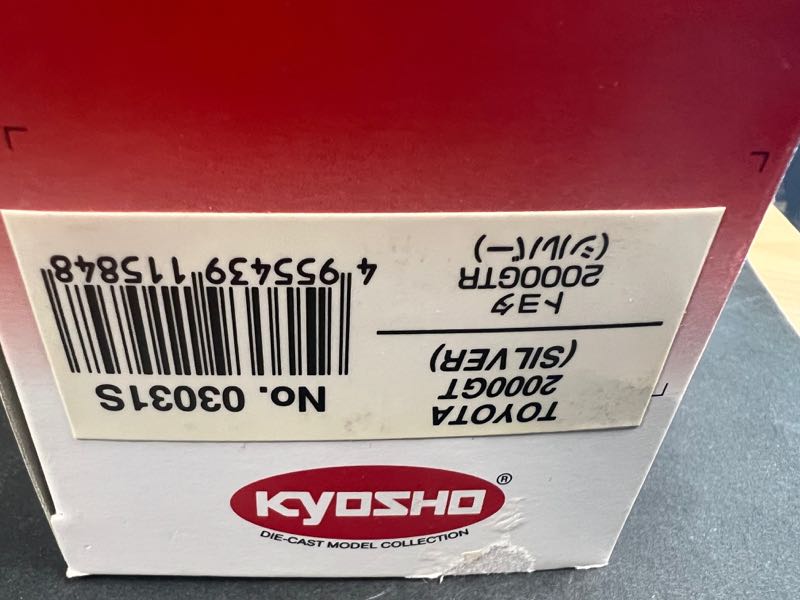 No. 03031S
4 955439 115848
TOYOTA
2000GT
(SILVER)
トヨタ
2000GTR
(シルバー)
KYOSHO®
DIE-CAST MODEL COLLECTION